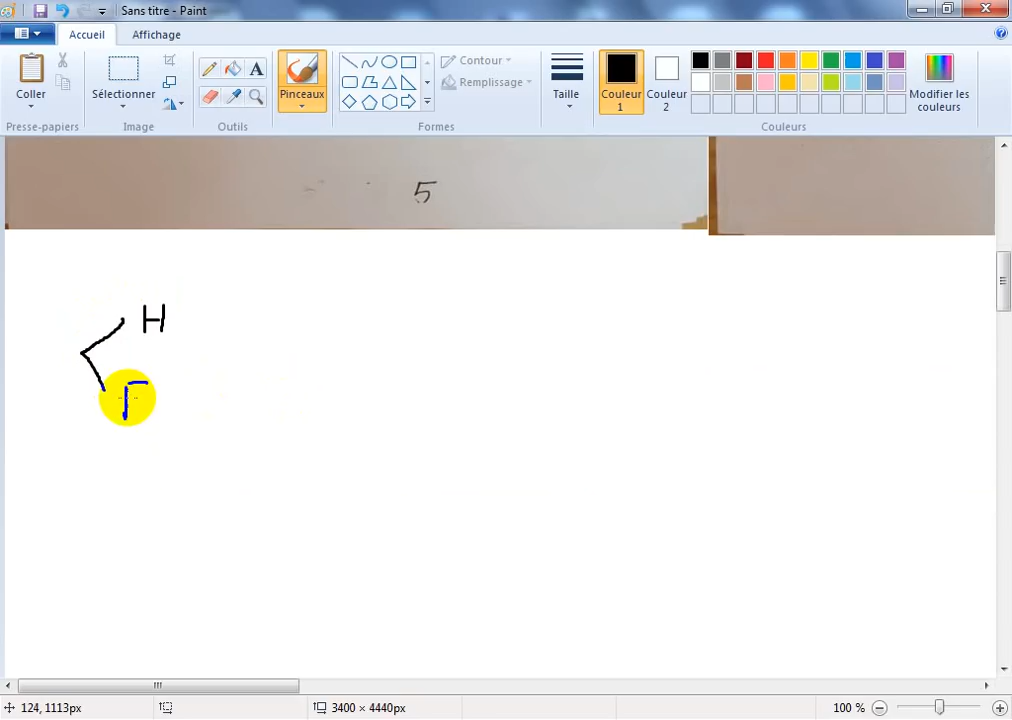 Sans titre - Paint
Accueil
Affichage
Coller
Sélectionner
Pinceaux
Contour
Remplissage
Taille
Couleur
1
Couleur
2
Modifier les
couleurs
Presse-papiers
Image
Outils
Formes
Couleurs
5
H
124, 1113px
3400 × 4440px
100 %